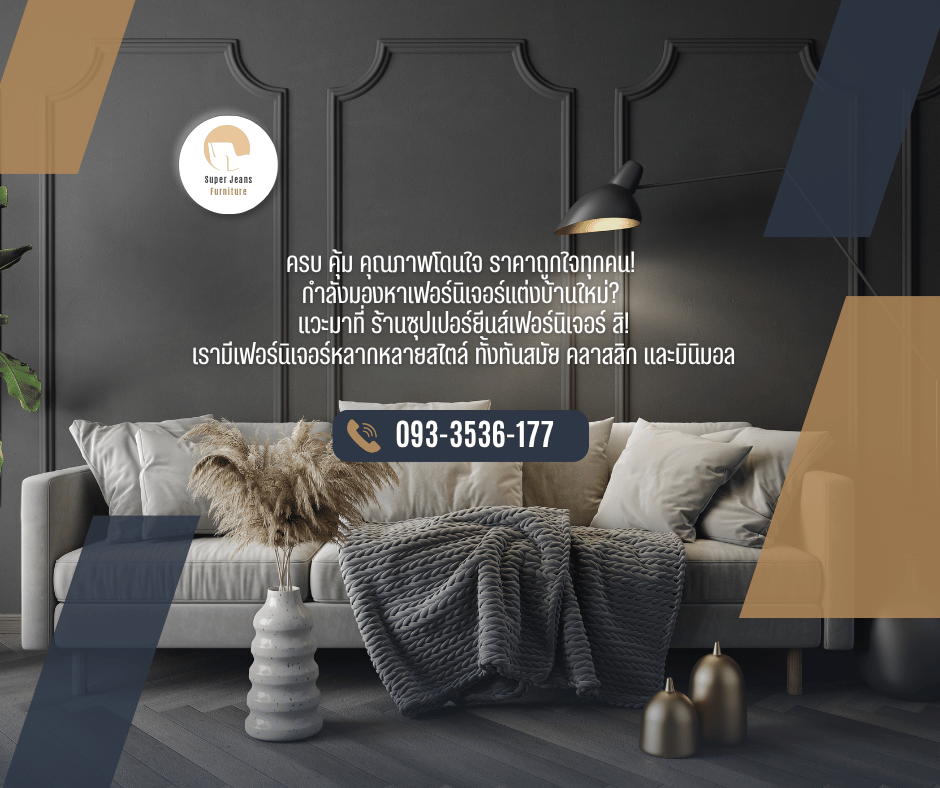 Super Jeans
Furniture
ครบ คุ้ม คุณภาพโดนใจ ราคาถูกใจทุกคน!
กำลังมองหาเฟอร์นิเจอร์แต่งบ้านใหม่?
แวะมาที่ ร้านซุปเปอร์ยีนส์เฟอร์นิเจอร์ สิ!
เรามีเฟอร์นิเจอร์หลากหลายสไตล์ ทั้งทันสมัย คลาสสิก และมินิมอล
093-3536-177